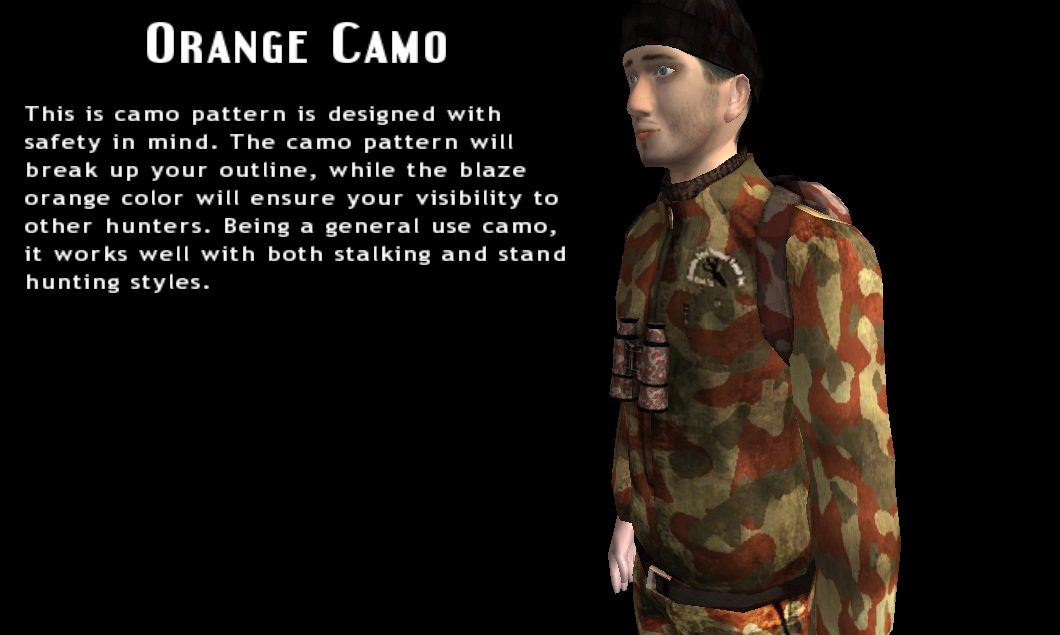 Orange Camo
This is camo pattern is designed with
safety in mind. The camo pattern will
break up your outline, while the blaze
orange color will ensure your visibility to
other hunters. Being a general use camo,
it works well with both stalking and stand
hunting styles.